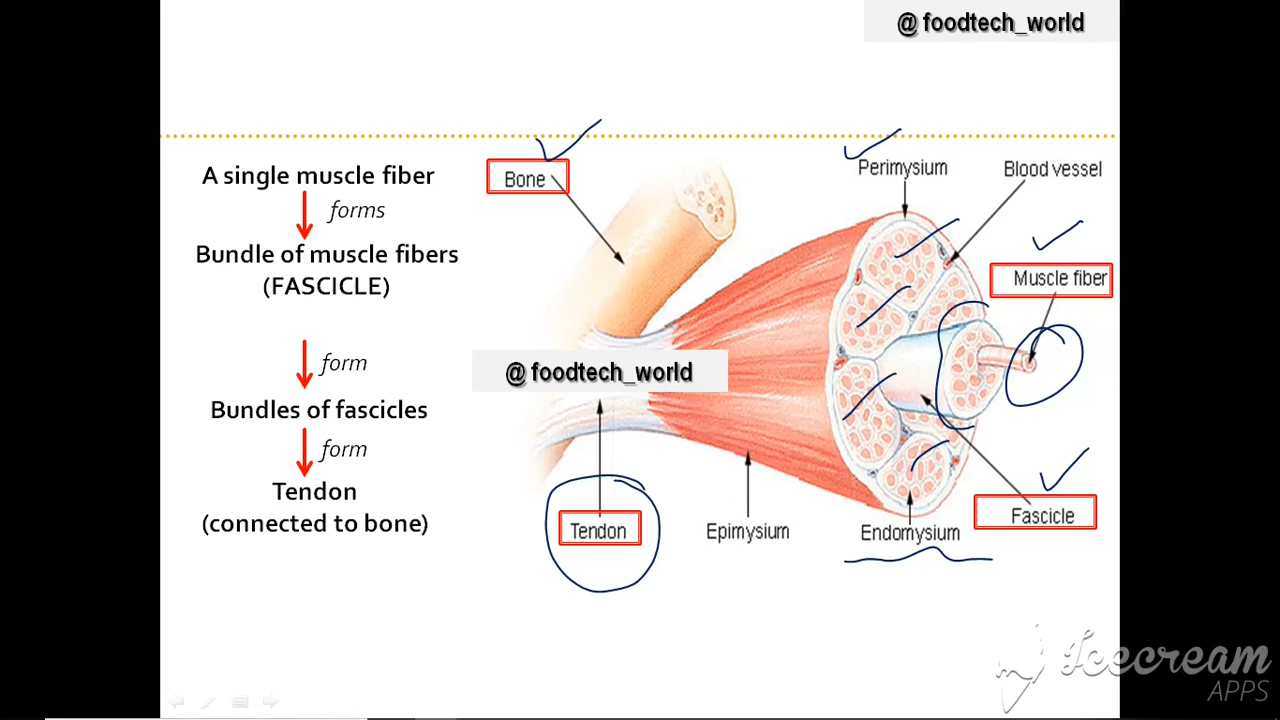 @ foodtech_world
A single muscle fiber
forms
Bundle of muscle fibers
(FASCICLE)
form
Bundles of fascicles
form
Tendon
(connected to bone)
Bone
Perimysium
Blood vessel
Muscle fiber
@ foodtech_world
Tendon
Epimysium
Endomysium
Fascicle
Icecream
APPS